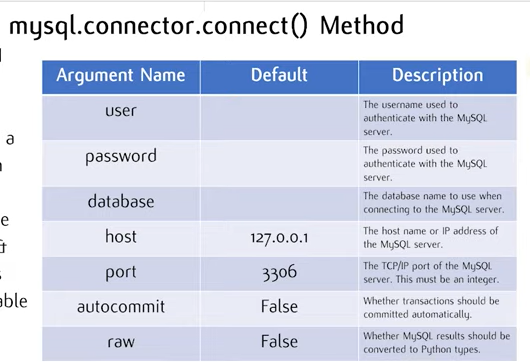 mysql.connector.connect() Method
Argument Name Default Description
user The username used to
authenticate with the MySQL
server.
password The password used to
authenticate with the MySQL
server.
database The database name to use when
connecting to the MySQL server.
host 127.0.0.1 The host name or IP address of
the MySQL server.
port 3306 The TCP/IP port of the MySQL
server. This must be an integer.
autocommit False Whether transactions should be
committed automatically.
raw False Whether MySQL results should be
converted to Python types.
a
able